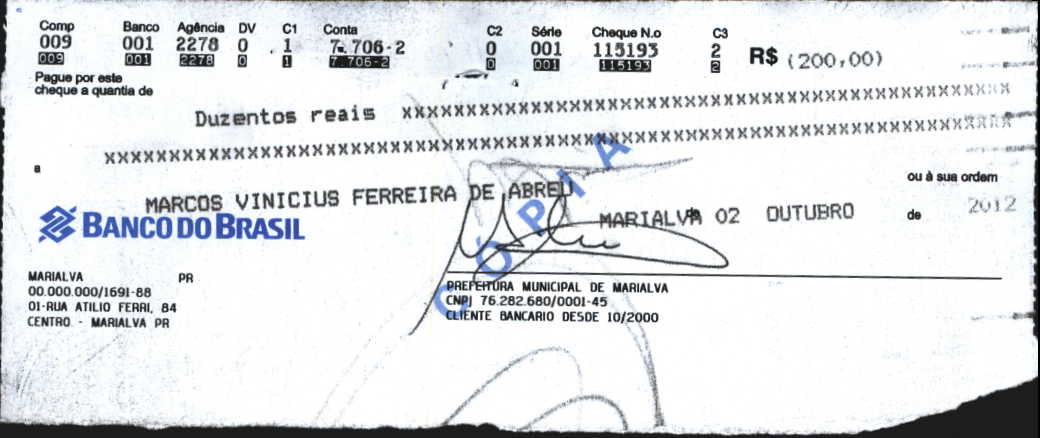 Comp Banco Agência DV C1 Conta C2 Série Cheque N.o C3
009 001 2278 0 1 7.706-2 0 001 115193 2 R$ (200,00)
009 001 2278 0 1 7.706-2 0 001 115193 2
Pague por este
cheque a quantia de
Duzentos reais xxxxxxxxxxxxxxxxxxxxxxxxxxxxxxxxxxxxxxxxxxxxxxxx
xxxxxxxxxxxxxxxxxxxxxxxxxxxxxxxxxxxxxxxxxxxxxxxxxxxxxxxxxxxxxxxxxxxxxx
a
MARCOS VINICIUS FERREIRA DE ABREU ou à sua ordem
MARIALVA 02 OUTUBRO de 2012
BANCO DO BRASIL
CÓPIA
MARIALVA PR
00.000.000/1691-88
01-RUA ATILIO FERRI, 84
CENTRO - MARIALVA PR
PREFEITURA MUNICIPAL DE MARIALVA
CNPJ 76.282.680/0001-45
CLIENTE BANCARIO DESDE 10/2000